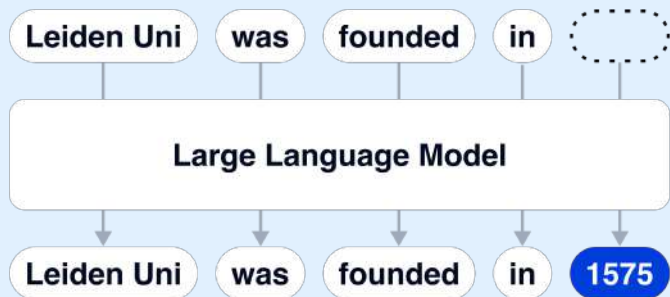 Leiden Uni was founded in
Large Language Model
Leiden Uni was founded in 1575